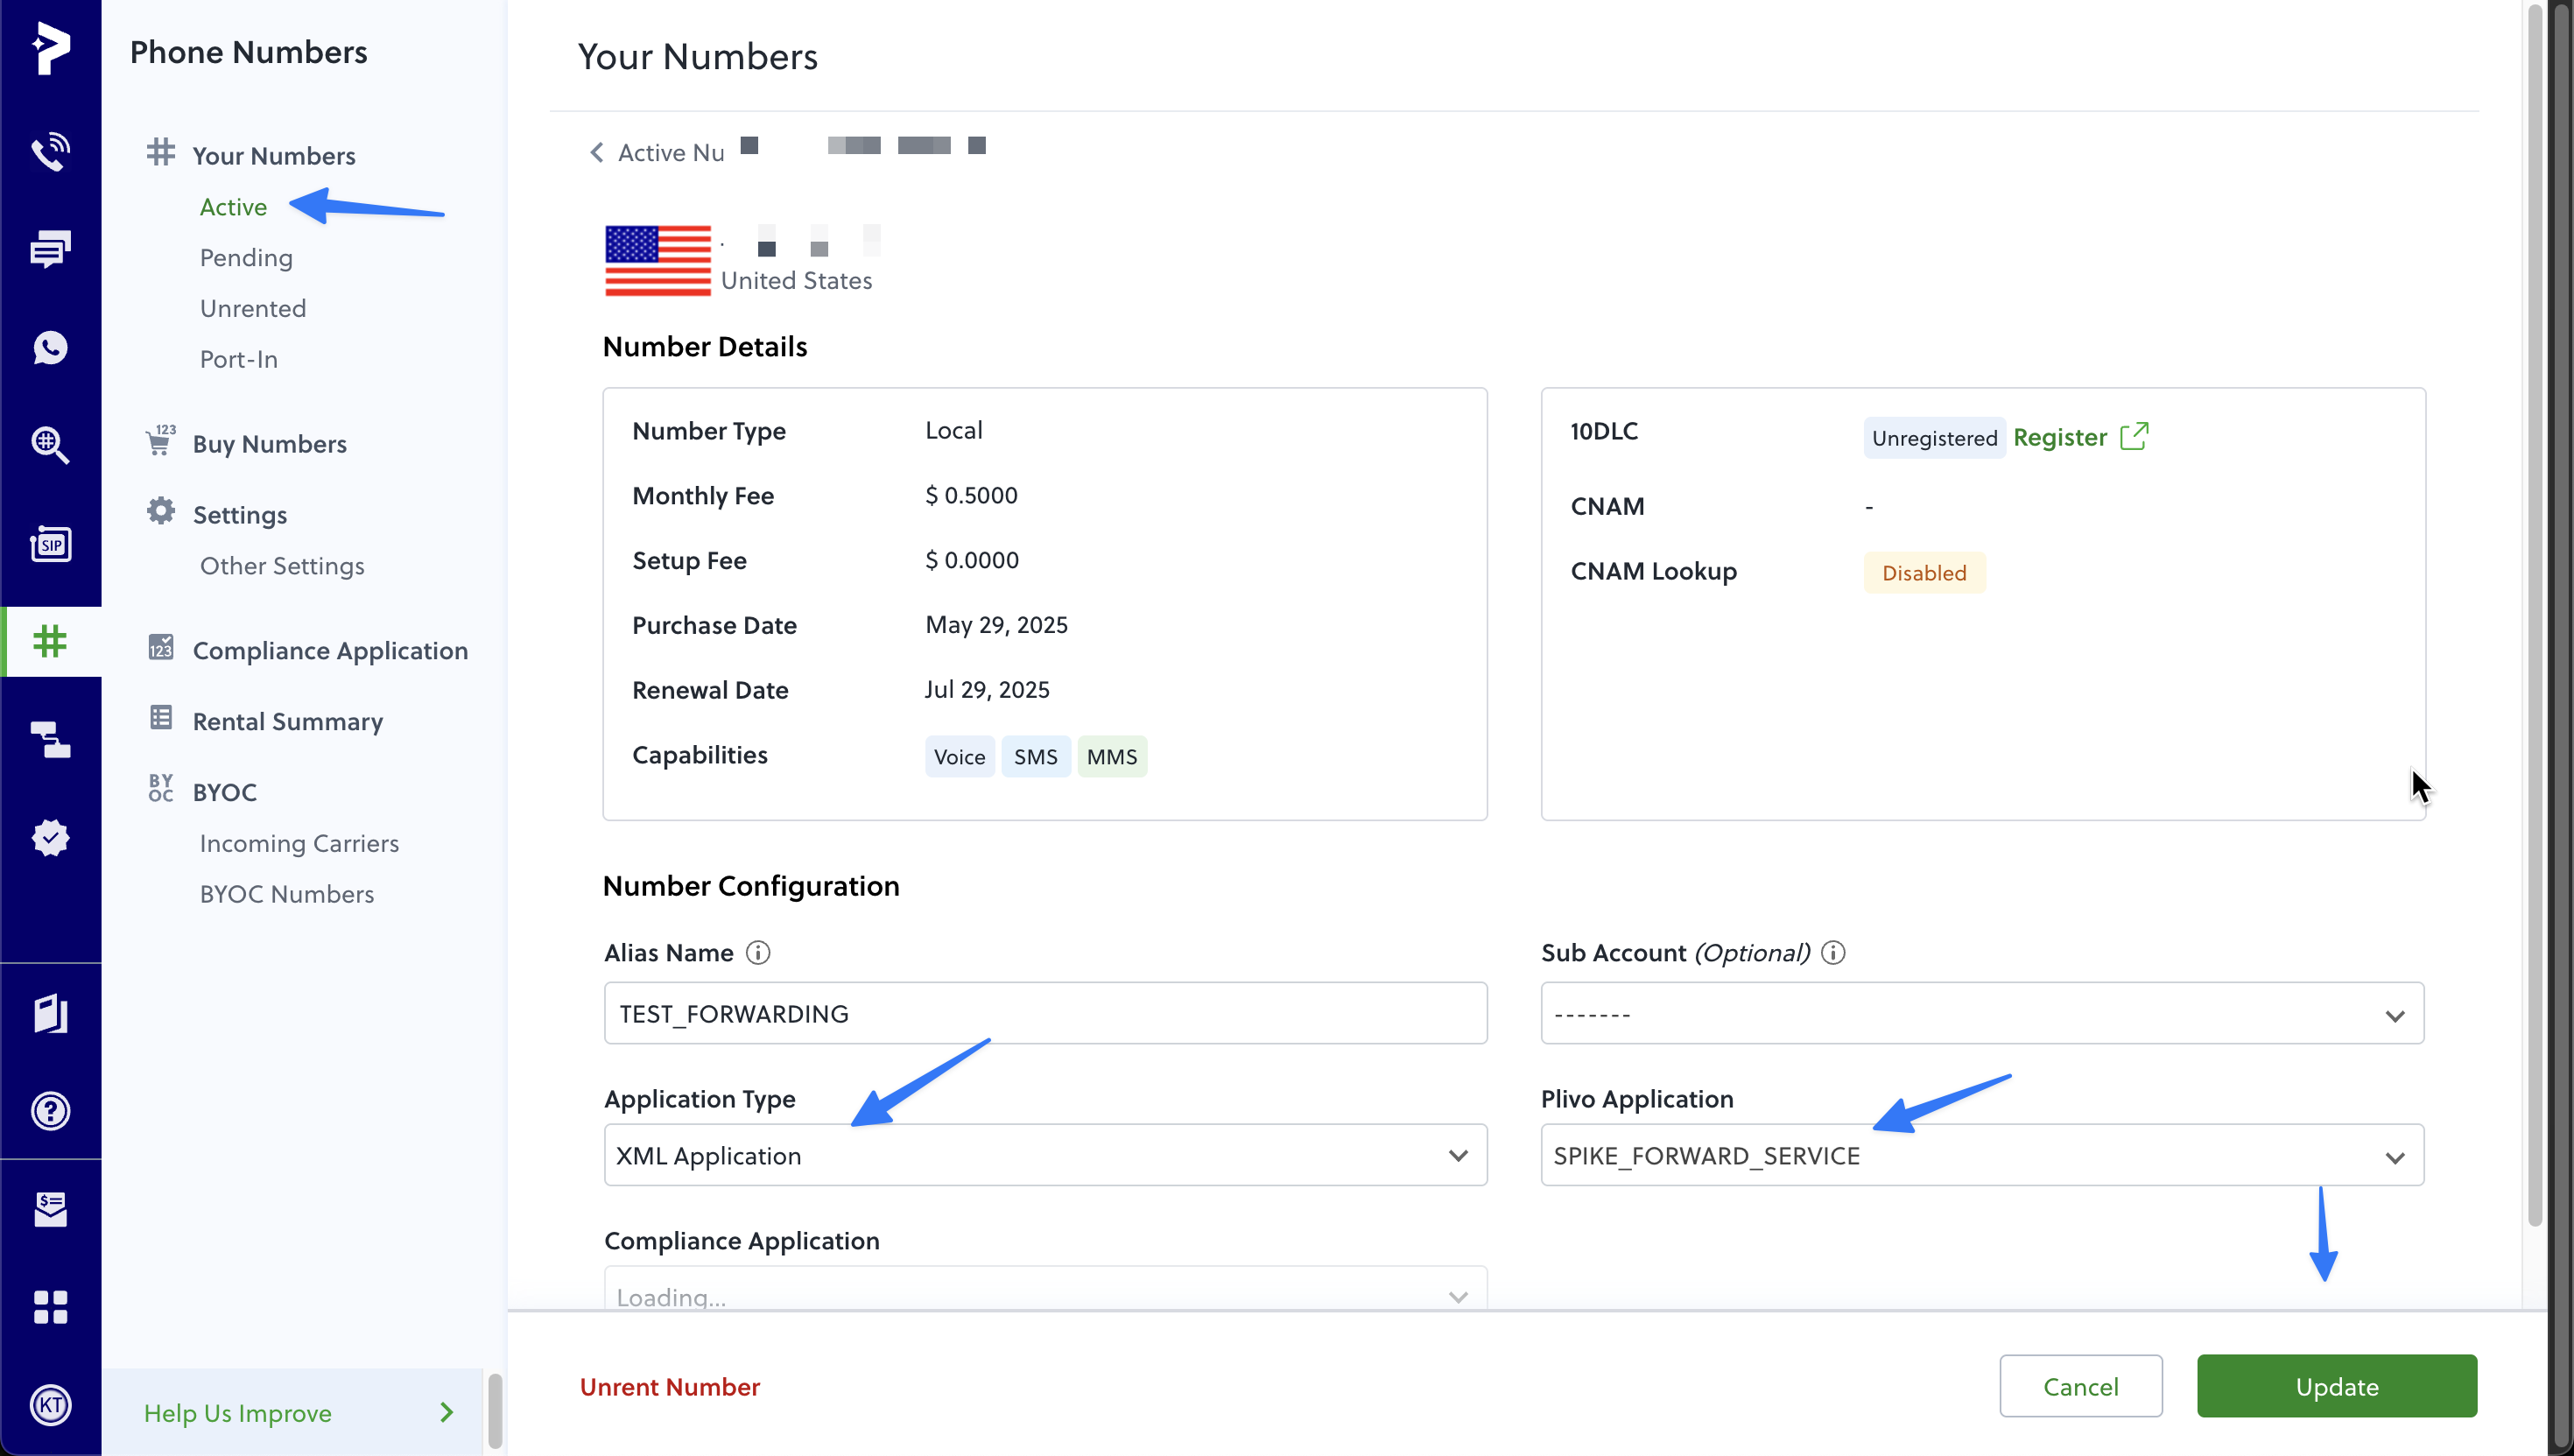 Phone Numbers
Your Numbers
Active
Pending
Unrented
Port-In
123
Buy Numbers
Settings
Other Settings
123
Compliance Application
Rental Summary
BY
OC
BYOC
Incoming Carriers
BYOC Numbers
Help Us Improve
SIP
KT
Your Numbers
Active Nu
United States
Number Details
Number Type Local
Monthly Fee $ 0.5000
Setup Fee $ 0.0000
Purchase Date May 29, 2025
Renewal Date Jul 29, 2025
Capabilities Voice SMS MMS
10DLC Unregistered Register
CNAM -
CNAM Lookup Disabled
Number Configuration
Alias Name
TEST_FORWARDING
Sub Account (Optional)
-------
Application Type
XML Application
Plivo Application
SPIKE_FORWARD_SERVICE
Compliance Application
Loading...
Unrent Number
Cancel
Update